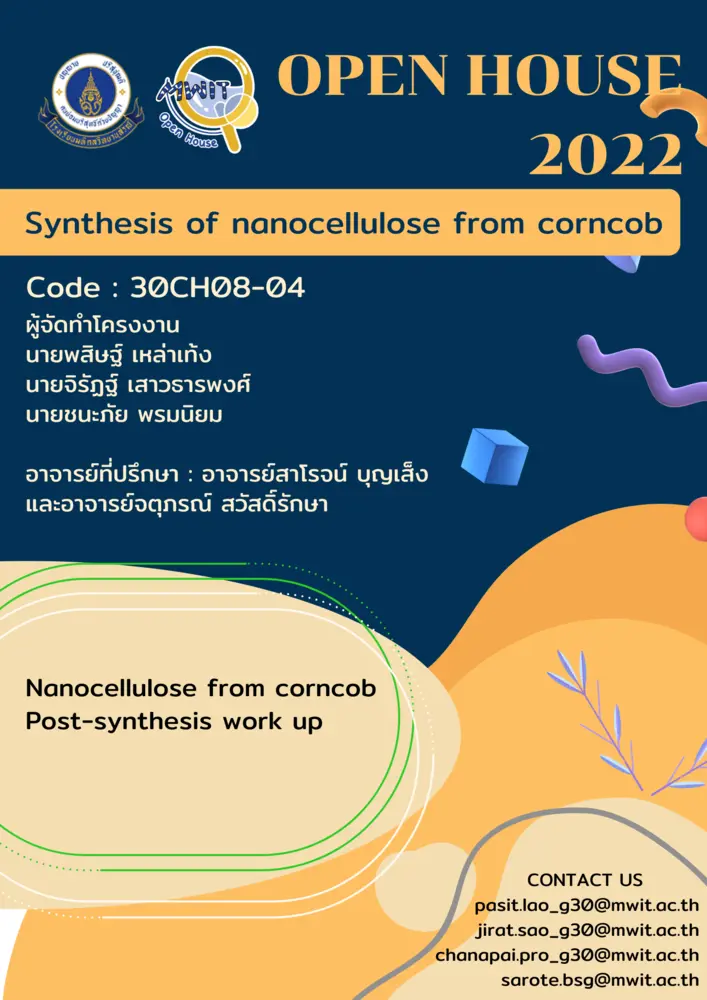 OPEN HOUSE
2022
MWIT
Open House
Synthesis of nanocellulose from corncob
Code : 30CH08-04
ผู้จัดทำโครงงาน
นายพสิษฐ์ เหล่าเท้ง
นายจิรัฏฐ์ เสาวธารพงศ์
นายชนะภัย พรมนิยม
อาจารย์ที่ปรึกษา : อาจารย์สาโรจน์ บุญเส็ง
และอาจารย์จตุภรณ์ สวัสดิ์รักษา
Nanocellulose from corncob
Post-synthesis work up
CONTACT US
pasit.lao_g30@mwit.ac.th
jirat.sao_g30@mwit.ac.th
chanapai.pro_g30@mwit.ac.th
sarote.bsg@mwit.ac.th